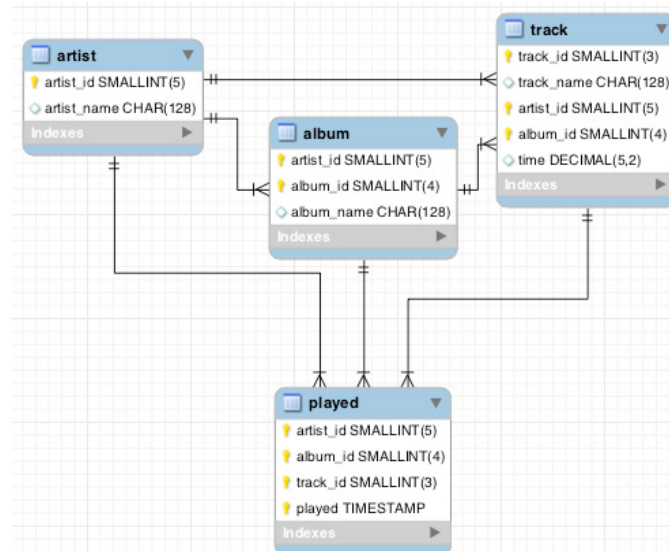 artist
artist_id SMALLINT(5)
artist_name CHAR(128)
Indexes
album
artist_id SMALLINT(5)
album_id SMALLINT(4)
album_name CHAR(128)
Indexes
track
track_id SMALLINT(3)
track_name CHAR(128)
artist_id SMALLINT(5)
album_id SMALLINT(4)
time DECIMAL(5,2)
Indexes
played
artist_id SMALLINT(5)
album_id SMALLINT(4)
track_id SMALLINT(3)
played TIMESTAMP
Indexes